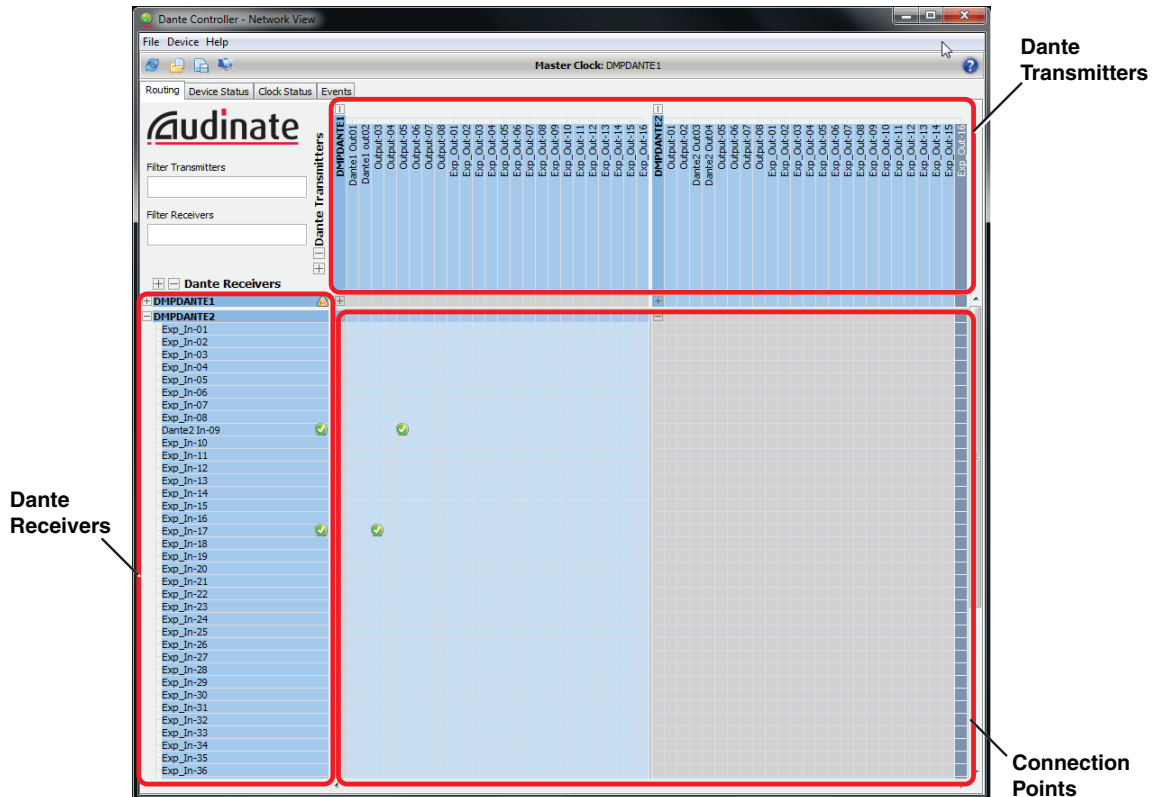 Dante Controller - Network View
File Device Help
Master Clock: DMPDANTE1
Routing Device Status Clock Status Events
Audinate
Filter Transmitters
Filter Receivers
Dante Transmitters
DMPDANTE1
Dante1 Out01
Dante1 out02
Output-03
Output-04
Output-05
Output-06
Output-07
Output-08
Exp_Out-01
Exp_Out-02
Exp_Out-03
Exp_Out-04
Exp_Out-05
Exp_Out-06
Exp_Out-07
Exp_Out-08
Exp_Out-09
Exp_Out-10
Exp_Out-11
Exp_Out-12
Exp_Out-13
Exp_Out-14
Exp_Out-15
Exp_Out-16
DMPDANTE2
Output-01
Output-02
Dante2 Out03
Dante2 Out04
Output-05
Output-06
Output-07
Output-08
Exp_Out-01
Exp_Out-02
Exp_Out-03
Exp_Out-04
Exp_Out-05
Exp_Out-06
Exp_Out-07
Exp_Out-08
Exp_Out-09
Exp_Out-10
Exp_Out-11
Exp_Out-12
Exp_Out-13
Exp_Out-14
Exp_Out-15
Exp_Out-16
Dante
Transmitters
Dante Receivers
DMPDANTE1
DMPDANTE2
Exp_In-01
Exp_In-02
Exp_In-03
Exp_In-04
Exp_In-05
Exp_In-06
Exp_In-07
Exp_In-08
Dante2 In-09
Exp_In-10
Exp_In-11
Exp_In-12
Exp_In-13
Exp_In-14
Exp_In-15
Exp_In-16
Exp_In-17
Exp_In-18
Exp_In-19
Exp_In-20
Exp_In-21
Exp_In-22
Exp_In-23
Exp_In-24
Exp_In-25
Exp_In-26
Exp_In-27
Exp_In-28
Exp_In-29
Exp_In-30
Exp_In-31
Exp_In-32
Exp_In-33
Exp_In-34
Exp_In-35
Exp_In-36
Dante
Receivers
Connection
Points